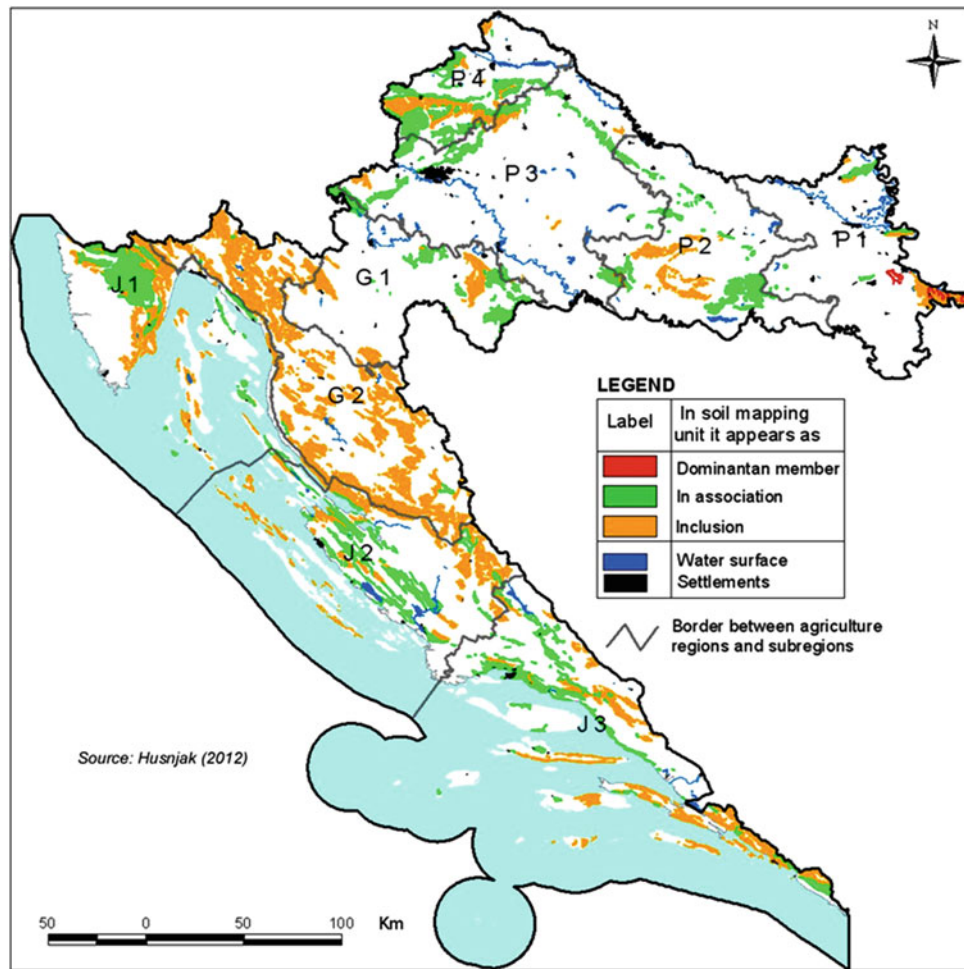 N
P 4
P 3
P 2
P 1
J 1
G 1
G 2
J 2
J 3
LEGEND
Label
In soil mapping
unit it appears as
Dominantan member
In association
Inclusion
Water surface
Settlements
Border between agriculture
regions and subregions
Source: Husnjak (2012)
50 0 50 100 Km